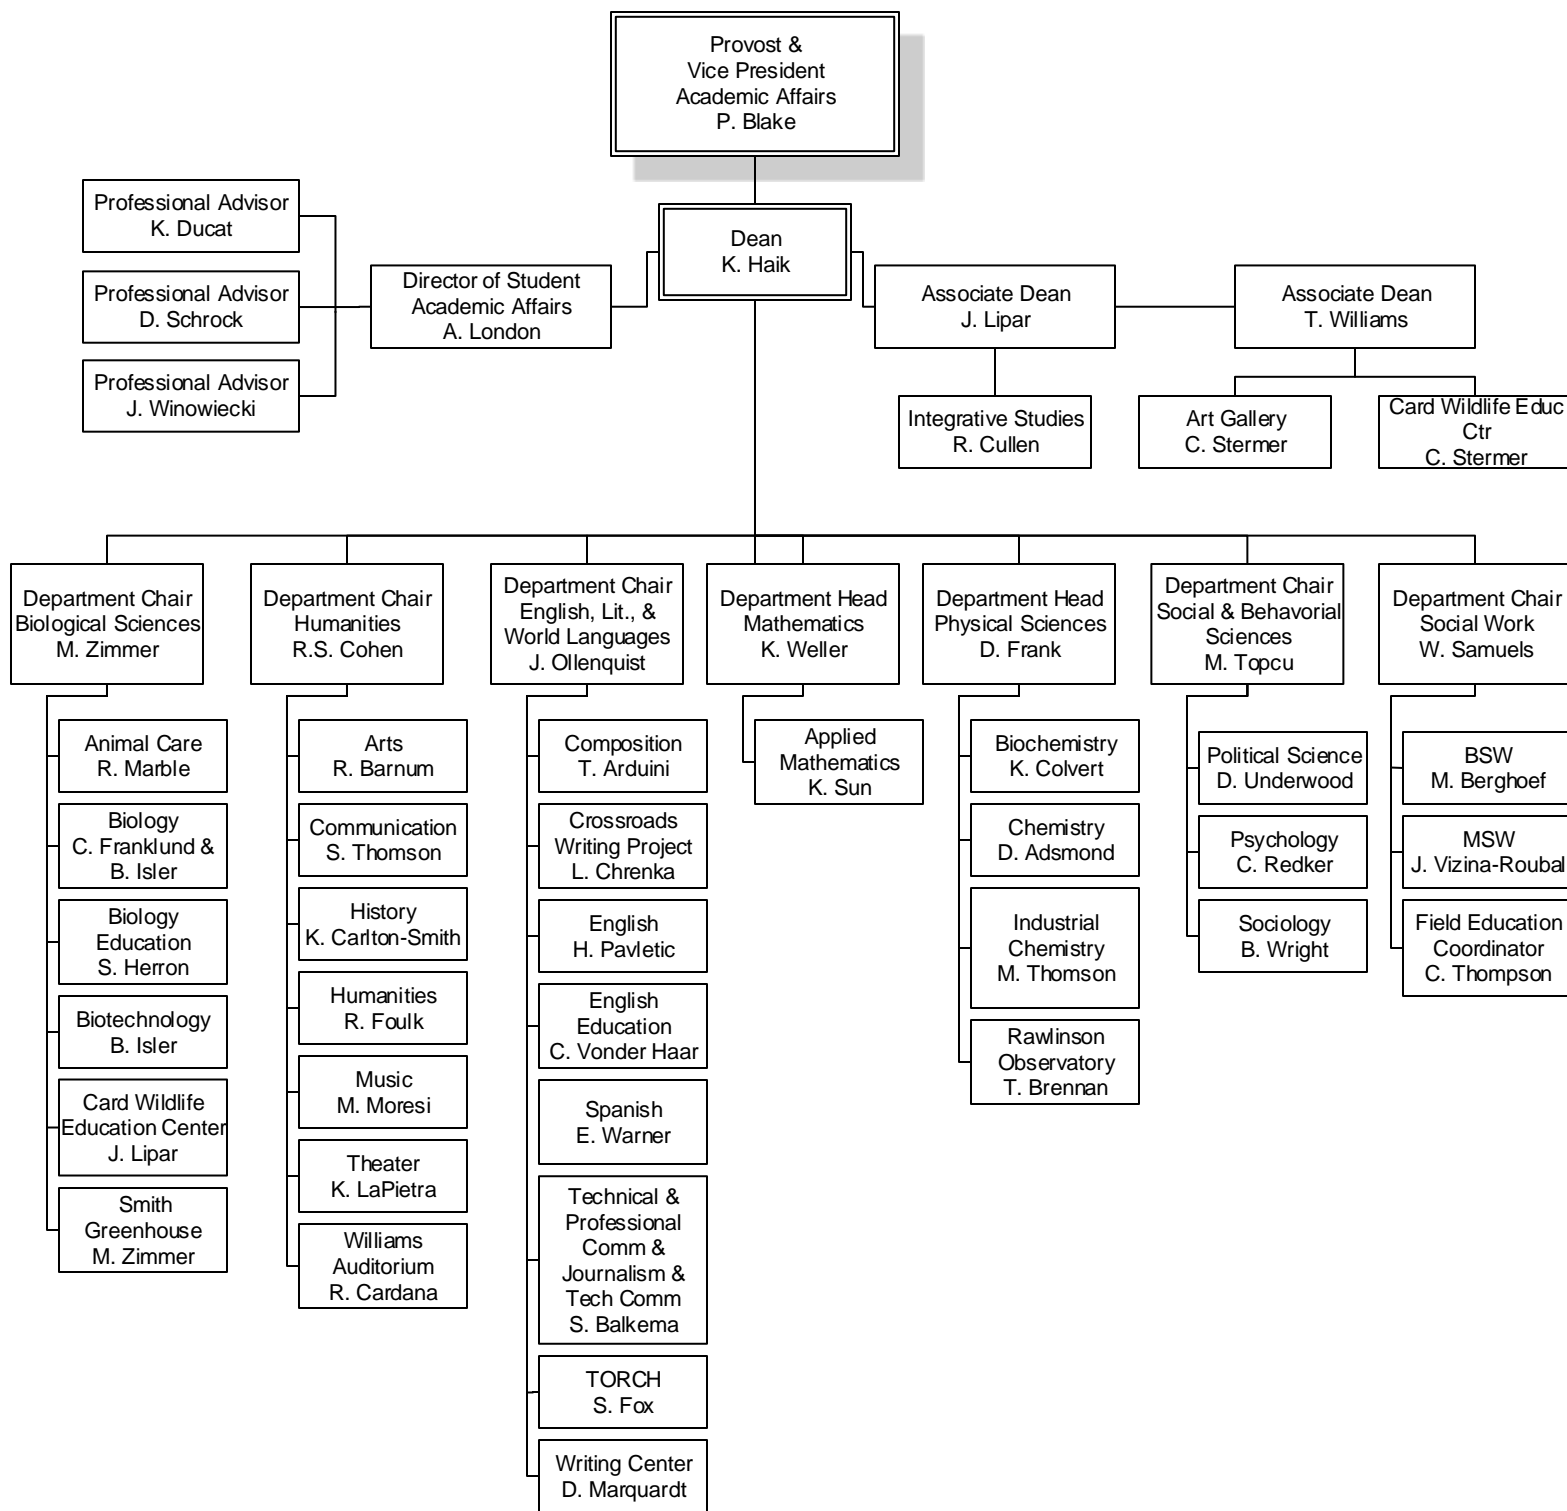 Provost &
Vice President
Academic Affairs
P. Blake
Professional Advisor
K. Ducat
Dean
K. Haik
Director of Student
Academic Affairs
A. London
Associate Dean
J. Lipar
Associate Dean
T. Williams
Professional Advisor
D. Schrock
Professional Advisor
J. Winowiecki
Integrative Studies
R. Cullen
Art Gallery
C. Stermer
Card Wildlife Educ
Ctr
C. Stermer
Department Chair
Biological Sciences
M. Zimmer
Department Chair
Humanities
R.S. Cohen
Department Chair
English, Lit., &
World Languages
J. Ollenquist
Department Head
Mathematics
K. Weller
Department Head
Physical Sciences
D. Frank
Department Chair
Social & Behavorial
Sciences
M. Topcu
Department Chair
Social Work
W. Samuels
Animal Care
R. Marble
Biology
C. Franklund &
B. Isler
Biology
Education
S. Herron
Biotechnology
B. Isler
Card Wildlife
Education Center
J. Lipar
Smith
Greenhouse
M. Zimmer
Arts
R. Barnum
Communication
S. Thomson
History
K. Carlton-Smith
Humanities
R. Foulk
Music
M. Moresi
Theater
K. LaPietra
Williams
Auditorium
R. Cardana
Composition
T. Arduini
Crossroads
Writing Project
L. Chrenka
English
H. Pavletic
English
Education
C. Vonder Haar
Spanish
E. Warner
Technical &
Professional
Comm &
Journalism &
Tech Comm
S. Balkema
TORCH
S. Fox
Writing Center
D. Marquardt
Applied
Mathematics
K. Sun
Biochemistry
K. Colvert
Chemistry
D. Adsmond
Industrial
Chemistry
M. Thomson
Rawlinson
Observatory
T. Brennan
Political Science
D. Underwood
Psychology
C. Redker
Sociology
B. Wright
BSW
M. Berghoef
MSW
J. Vizina-Roubal
Field Education
Coordinator
C. Thompson